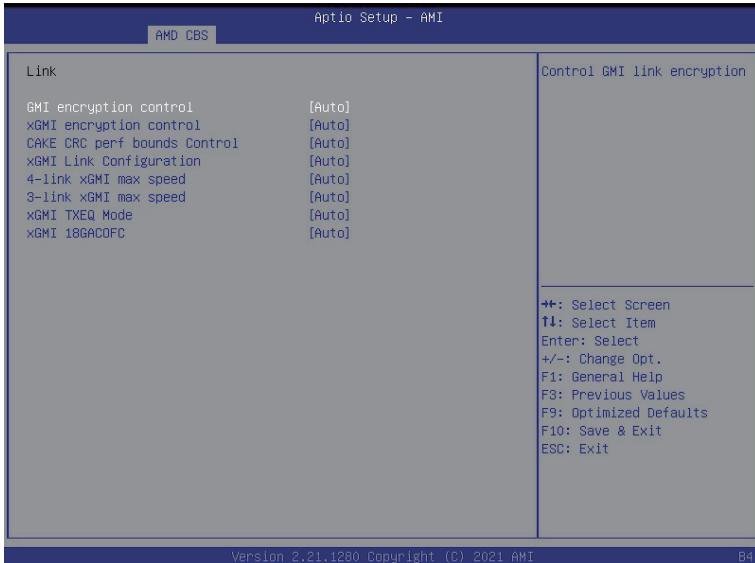 Aptio Setup – AMI
AMD CBS
Link
Control GMI link encryption
GMI encryption control [Auto]
xGMI encryption control [Auto]
CAKE CRC perf bounds Control [Auto]
xGMI Link Configuration [Auto]
4-link xGMI max speed [Auto]
3-link xGMI max speed [Auto]
xGMI TXEQ Mode [Auto]
xGMI 18GACOFC [Auto]
→←: Select Screen
↑↓: Select Item
Enter: Select
+/-: Change Opt.
F1: General Help
F3: Previous Values
F9: Optimized Defaults
F10: Save & Exit
ESC: Exit
Version 2.21.1280 Copyright (C) 2021 AMI
B4